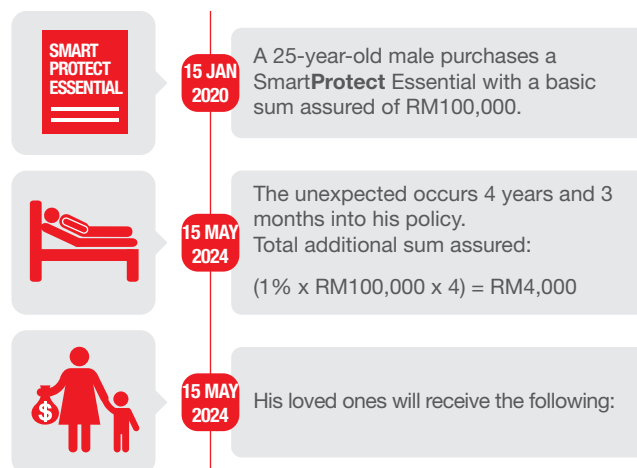 SMART
PROTECT
ESSENTIAL
15 JAN
2020
A 25-year-old male purchases a
SmartProtect Essential with a basic
sum assured of RM100,000.
15 MAY
2024
The unexpected occurs 4 years and 3
months into his policy.
Total additional sum assured:
(1% x RM100,000 x 4) = RM4,000
$
15 MAY
2024
His loved ones will receive the following: